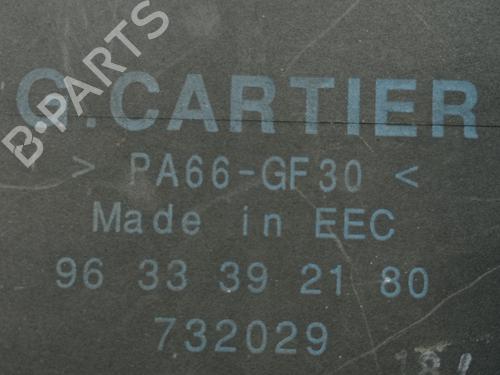 G.CARTIER
> PA66-GF30 <
Made in EEC
96 33 39 21 80
732029
B-PARTS